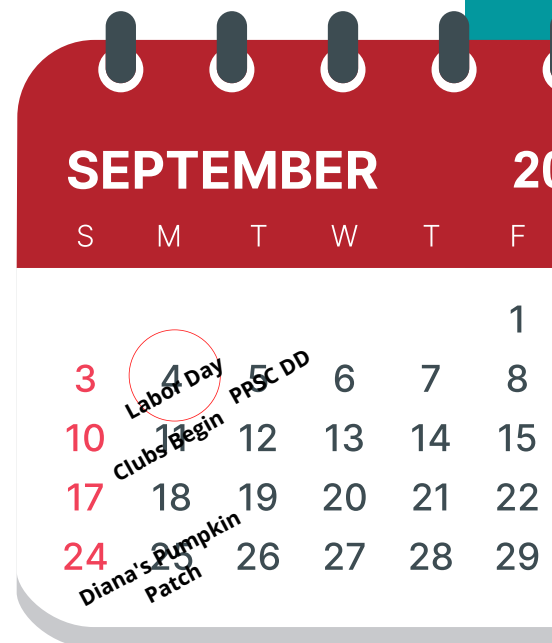 SEPTEMBER 20
S M T W T F
1
3 4 5 6 7 8
Labor Day PPSC DD
10 11 12 13 14 15
Clubs Begin
17 18 19 20 21 22
24 25 26 27 28 29
Diana's Pumpkin
Patch